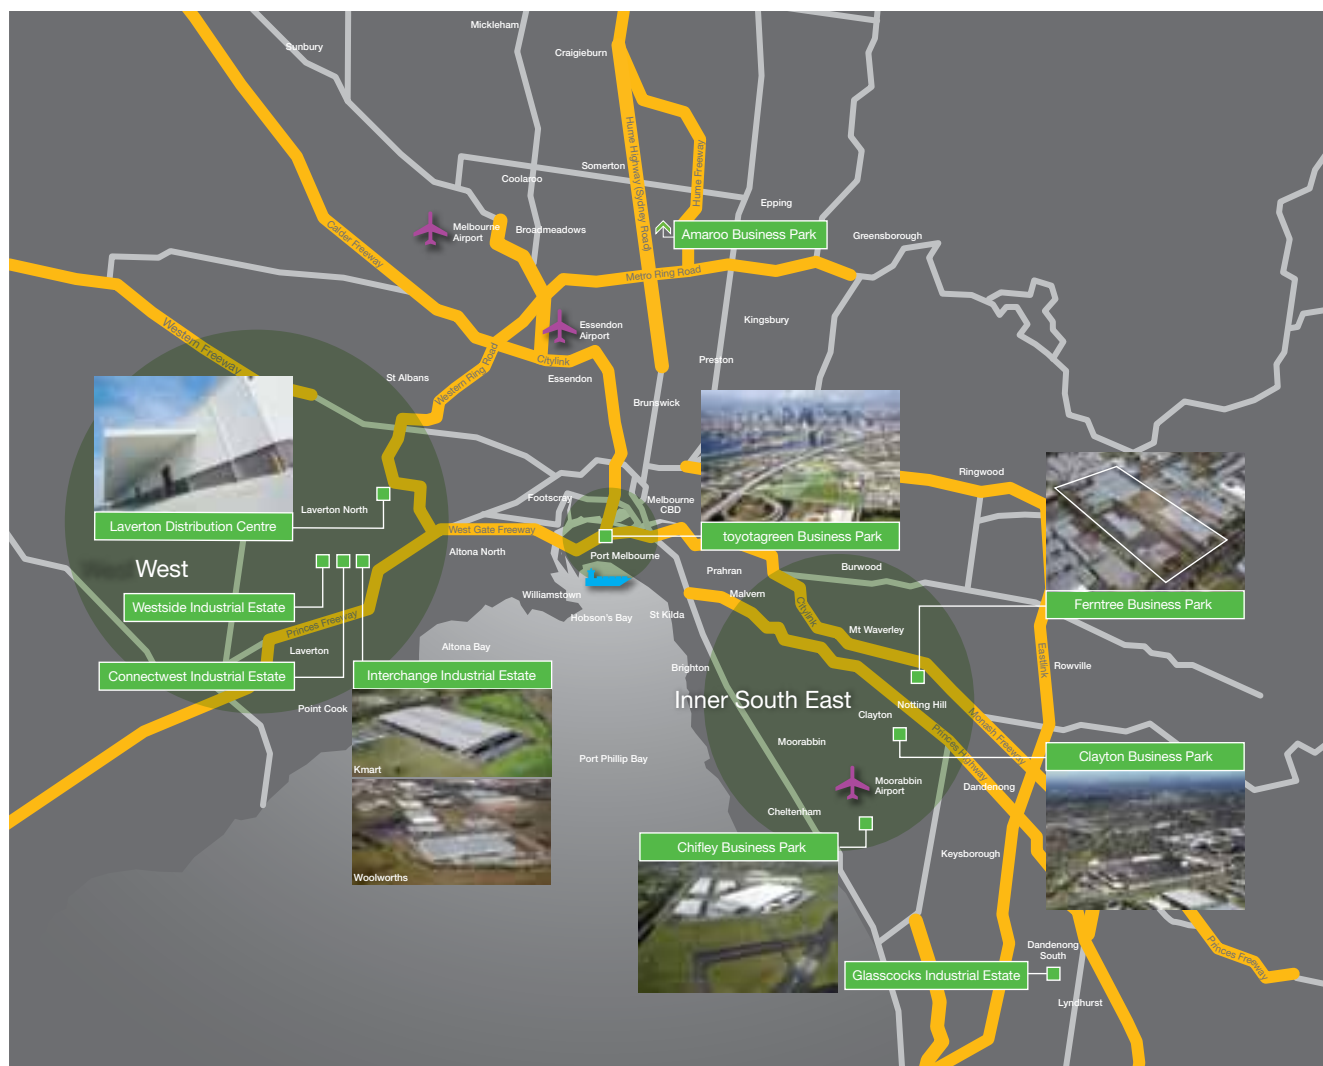 Mickleham
Sunbury
Craigieburn
Hume Highway (Sydney Road)
Hume Freeway
Somerton
Coolaroo
Epping
Calder Freeway
Melbourne
Airport
Broadmeadows
Amaroo Business Park
Greensborough
Metro Ring Road
Western Freeway
Essendon
Airport
Kingsbury
Western Ring Road
Citylink
Preston
St Albans
Essendon
Brunswick
Ringwood
Footscray
Melbourne
CBD
Laverton North
Laverton Distribution Centre
West Gate Freeway
toyotagreen Business Park
Altona North
Port Melbourne
West
Prahran
Burwood
Williamstown
Malvern
Westside Industrial Estate
Hobson's Bay
St Kilda
Citylink
Ferntree Business Park
Princes Freeway
Mt Waverley
Laverton
Altona Bay
Eastlink
Rowville
Connectwest Industrial Estate
Interchange Industrial Estate
Brighton
Inner South East
Point Cook
Notting Hill
Clayton
Monash Freeway
Princes Highway
Moorabbin
Port Phillip Bay
Clayton Business Park
Kmart
Moorabbin
Airport
Dandenong
Cheltenham
Chifley Business Park
Keysborough
Woolworths
Dandenong
South
Princes Freeway
Glasscocks Industrial Estate
Lyndhurst